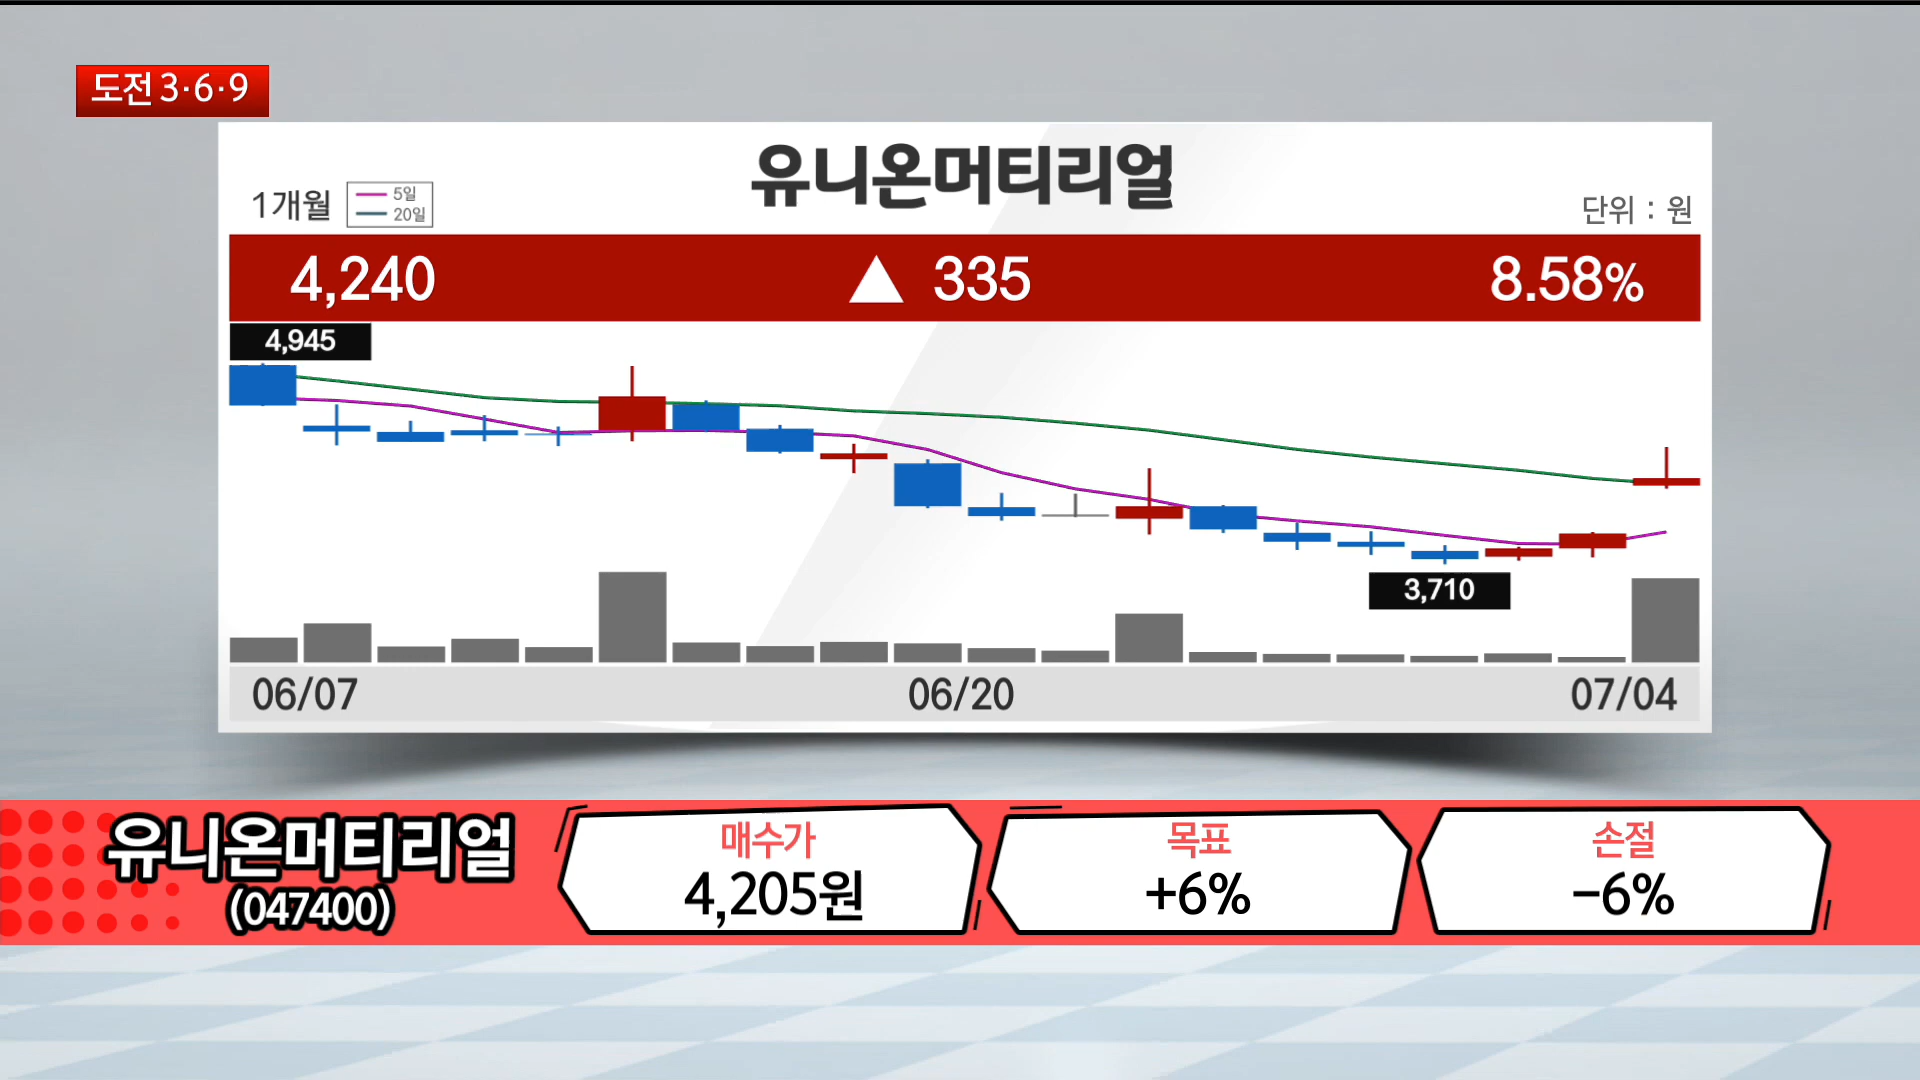 도전 3·6·9
유니온머티리얼
1개월
5일
20일
단위 : 원
4,240 ▲ 335 8.58%
4,945
3,710
06/07 06/20 07/04
유니온머티리얼
(047400)
매수가
4,205원
목표
+6%
손절
-6%